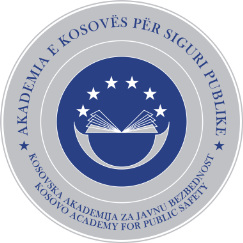 AKADEMIA E KOSOVËS PËR SIGURI PUBLIKE
KOSOVSKA AKADEMIJA ZA JAVNU BEZBEDNOST
KOSOVO ACADEMY FOR PUBLIC SAFETY